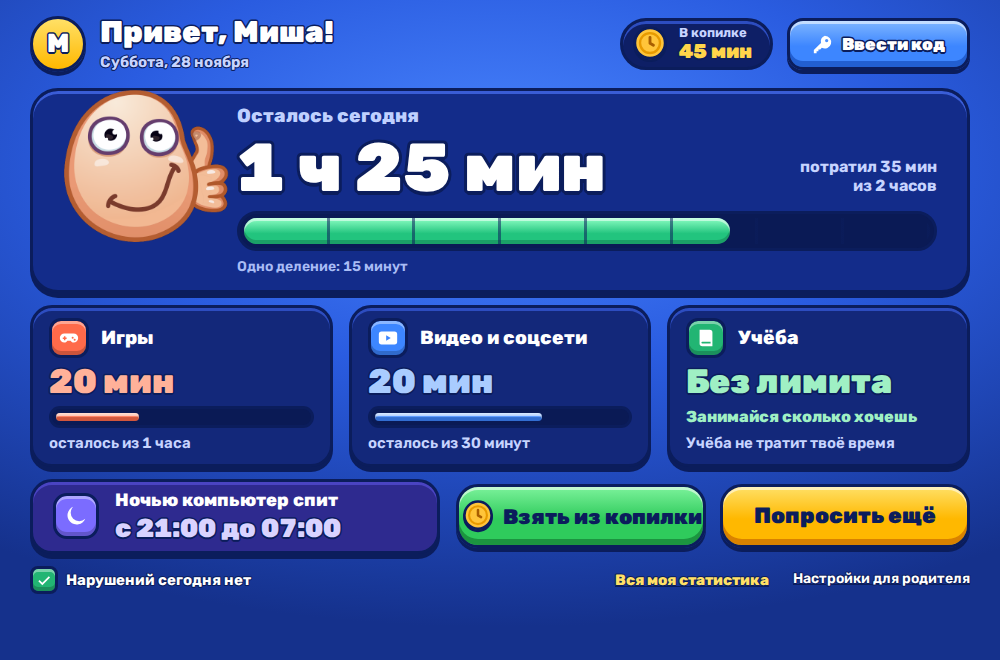 М
Привет, Миша!
Суббота, 28 ноября
В копилке
45 мин
Ввести код
Осталось сегодня
1 ч 25 мин
потратил 35 мин
из 2 часов
Одно деление: 15 минут
Игры
20 мин
осталось из 1 часа
Видео и соцсети
20 мин
осталось из 30 минут
Учёба
Без лимита
Занимайся сколько хочешь
Учёба не тратит твоё время
Ночью компьютер спит
с 21:00 до 07:00
Взять из копилки
Попросить ещё
Нарушений сегодня нет
Вся моя статистика
Настройки для родителя